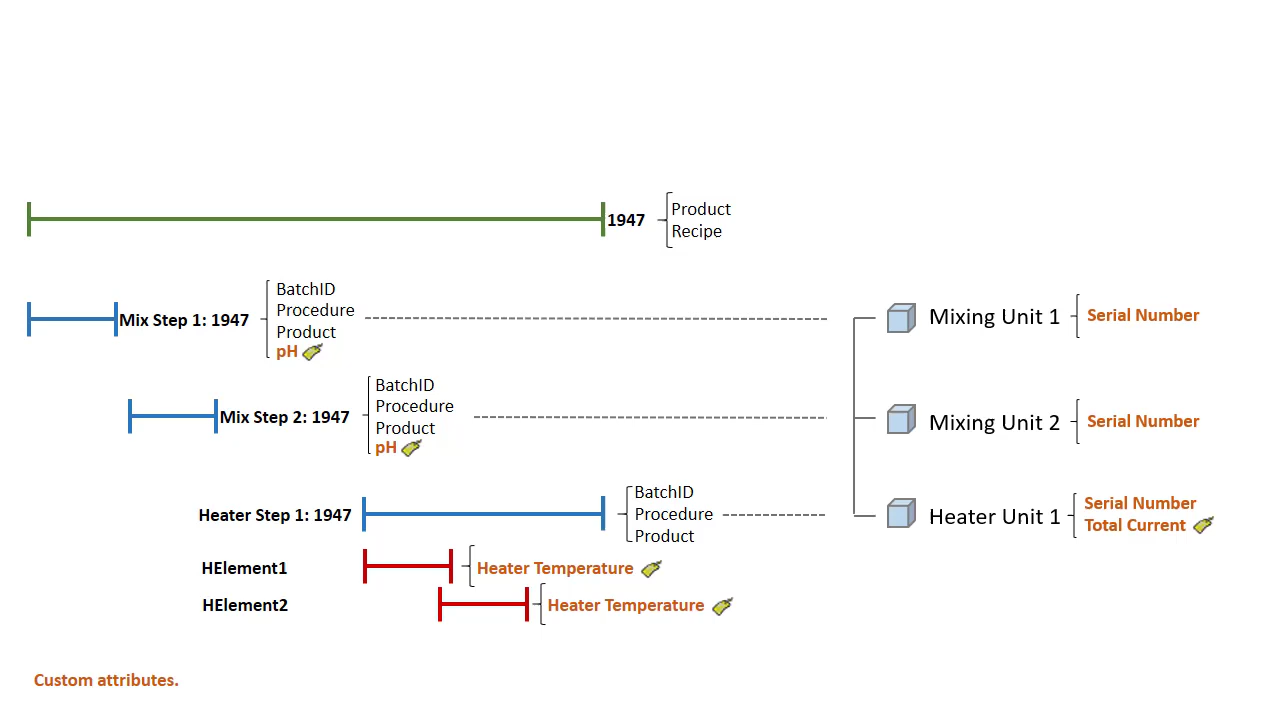 1947
Product
Recipe
Mix Step 1: 1947
BatchID
Procedure
Product
pH
Mixing Unit 1
Serial Number
Mix Step 2: 1947
BatchID
Procedure
Product
pH
Mixing Unit 2
Serial Number
Heater Step 1: 1947
BatchID
Procedure
Product
Heater Unit 1
Serial Number
Total Current
HElement1
Heater Temperature
HElement2
Heater Temperature
Custom attributes.